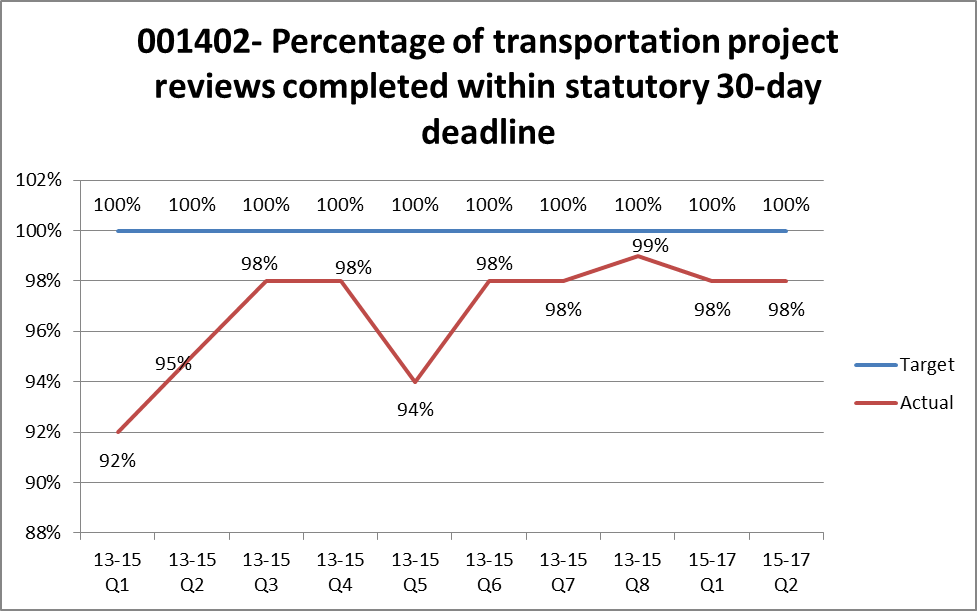 001402- Percentage of transportation project
reviews completed within statutory 30-day
deadline
102%
100% 100% 100% 100% 100% 100% 100% 100% 100% 100%
100%
99%
98% 98% 98%
98%
98% 98% 98%
96%
95%
94%
94%
92%
92%
90%
88%
Target
Actual
13-15 13-15 13-15 13-15 13-15 13-15 13-15 13-15 15-17 15-17
Q1 Q2 Q3 Q4 Q5 Q6 Q7 Q8 Q1 Q2